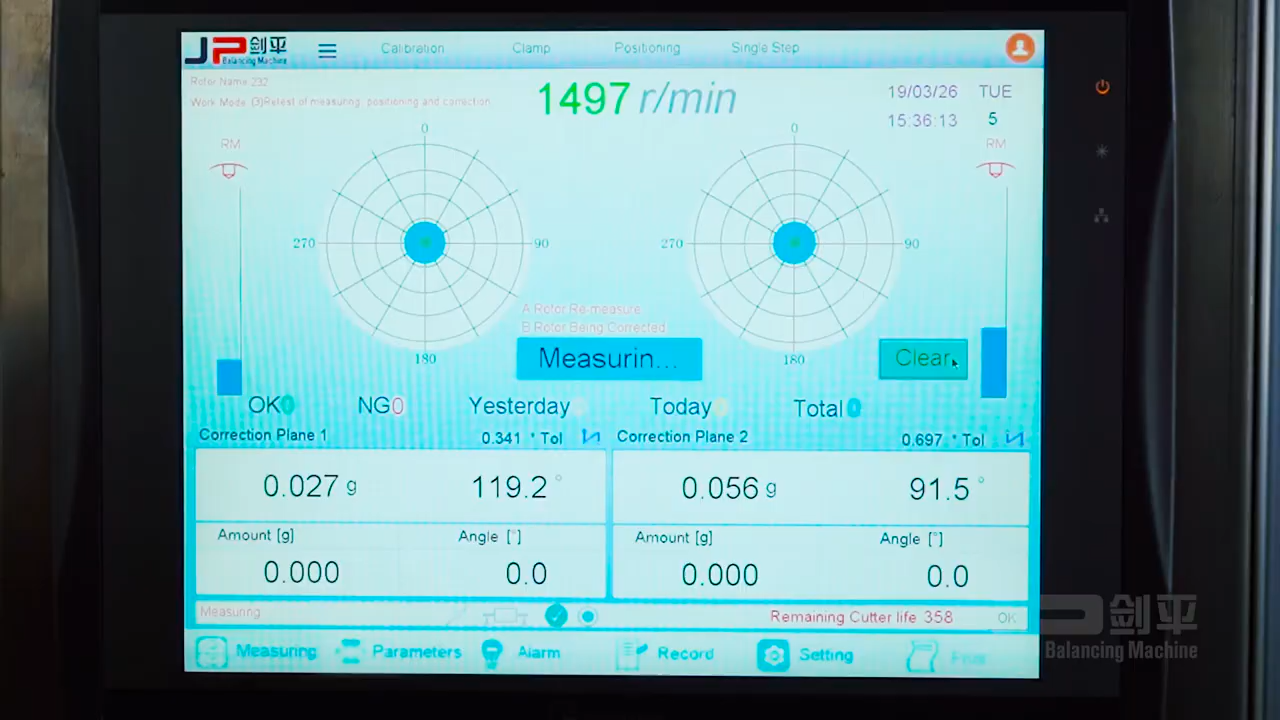 JP 剑平
Balancing Machine
Calibration
Clamp
Positioning
Single Step
Rotor Name 232
Work Mode (3)Retest of measuring, positioning and correction
1497 r/min
19/03/26 TUE
15:36:13 5
RM
RM
0
270
90
180
0
270
90
180
A Rotor Re-measure
B Rotor Being Corrected
Measurin...
Clear
OK0
NG0
Yesterday0
Today0
Total0
Correction Plane 1
0.341 * Tol
Correction Plane 2
0.697 * Tol
0.027 g
119.2 °
0.056 g
91.5 °
Amount [g]
Angle [°]
Amount [g]
Angle [°]
0.000
0.0
0.000
0.0
Measuring
Remaining Cutter life 358
OK
Measuring
Parameters
Alarm
Record
Setting
剑平
Balancing Machine